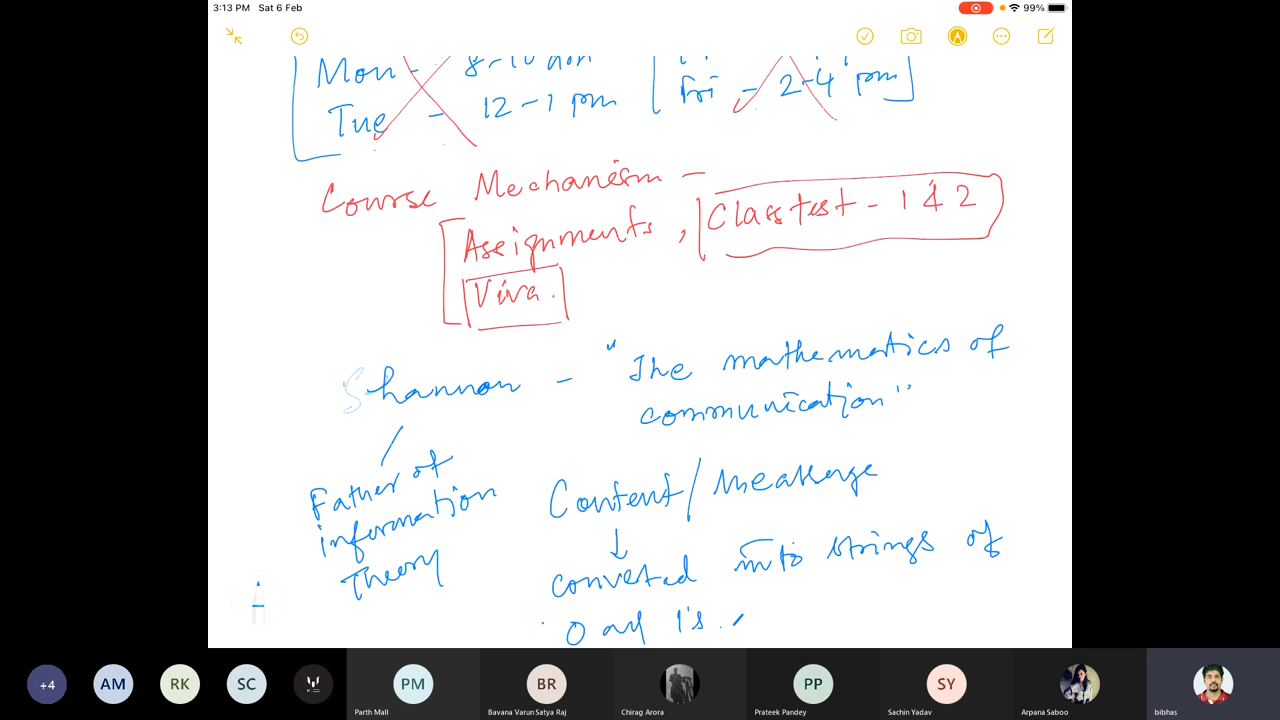 3:13 PM Sat 6 Feb 99%
Mon - 8-10 am
Tue - 12-1 pm Fri - 2-4 pm
Course Mechanism -
Assignments, Class test - 1 & 2
Viva.
Shannon - "The mathematics of
communication"
Father of
information
Theory
Content/Meassage
↓
conveted into strings of
0 and 1's.
+4 AM RK SC PM BR PP SY
Parth Mall Bavana Varun Satya Raj Chirag Arora Prateek Pandey Sachin Yadav Arpana Saboo bibhas